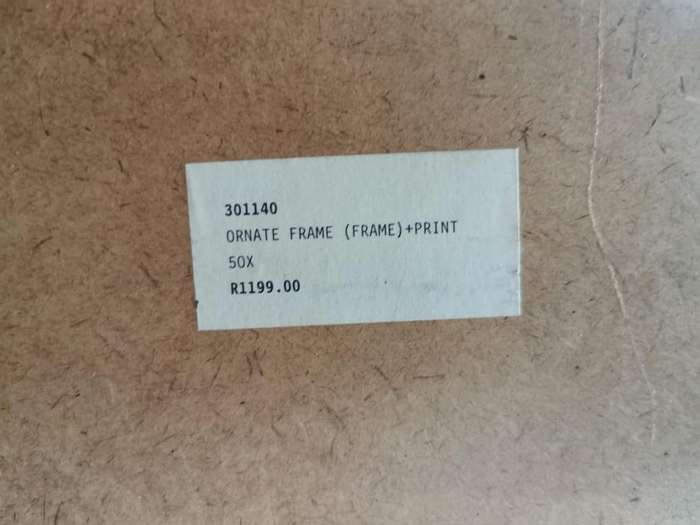 301140
ORNATE FRAME (FRAME)+PRINT
50X
R1199.00